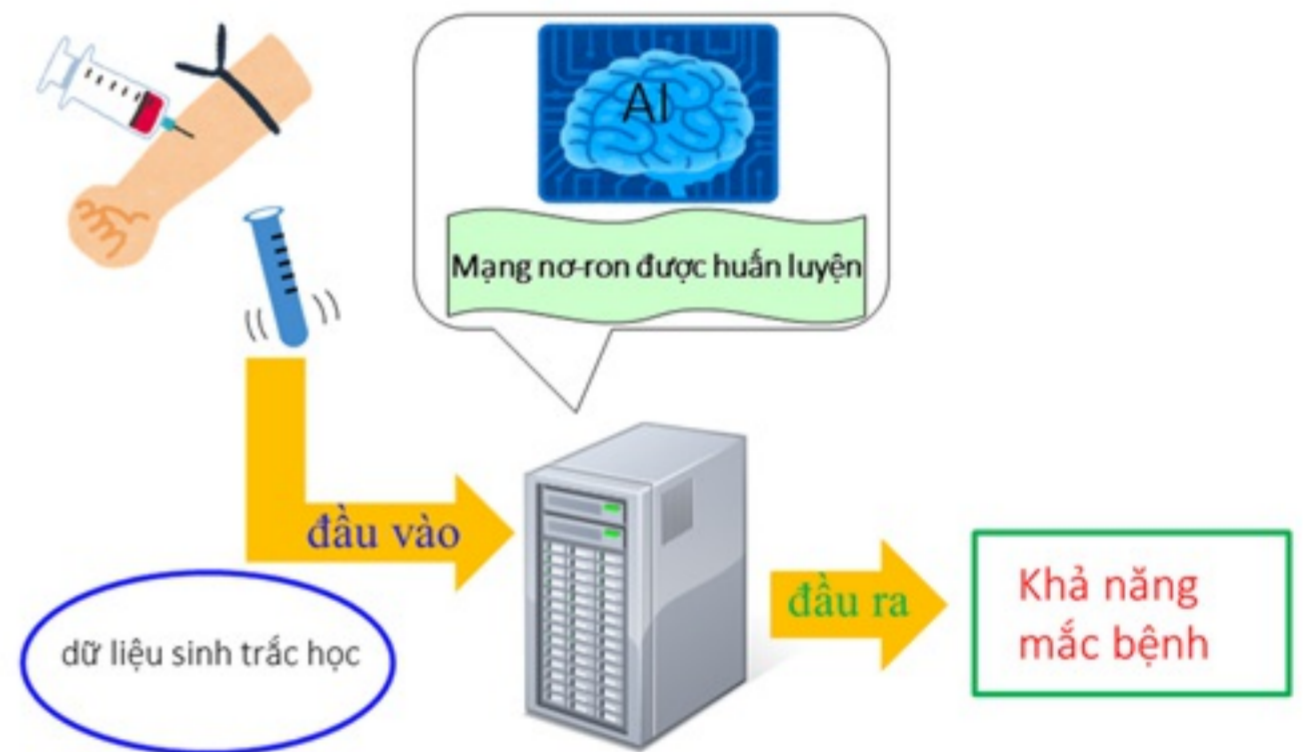 AI
Mạng nơ-ron được huấn luyện
đầu vào
dữ liệu sinh trắc học
đầu ra
Khả năng
mắc bệnh